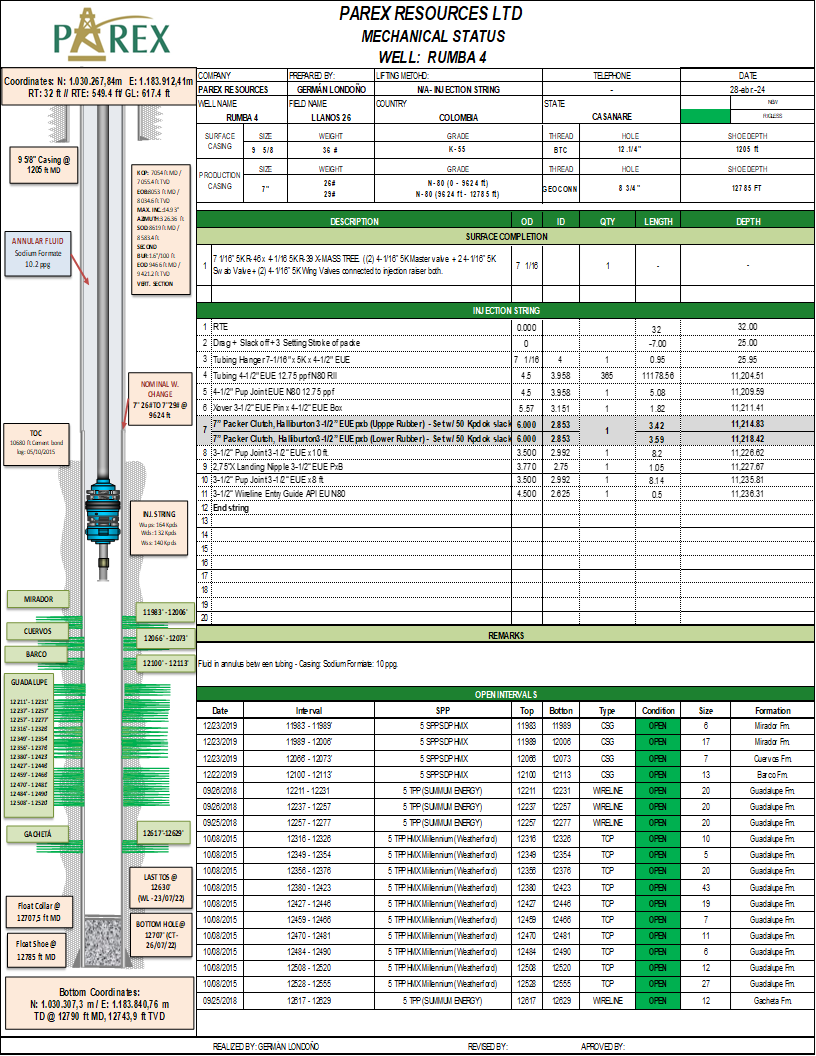 PAREX
PAREX RESOURCES LTD
MECHANICAL STATUS
WELL: RUMBA 4
Coordinates: N: 1.030.267,84m E: 1.183.912,41m
RT: 32 ft // RTE: 549.4 ft/ GL: 617.4 ft
COMPANY PREPARED BY: LIFTING METOHD: TELEPHONE DATE
PAREX RESOURCES GERMÁN LONDOÑO N/A- INJECTION STRING - 28-abr.-24
WELL NAME FIELD NAME COUNTRY STATE NEW
RUMBA 4 LLANOS 26 COLOMBIA CASANARE RIGLESS
SURFACE CASING SIZE WEIGHT GRADE THREAD HOLE SHOE DEPTH
9 5/8 36 # K-55 BTC 12.1/4" 1205 ft
PRODUCTION CASING SIZE WEIGHT GRADE THREAD HOLE SHOE DEPTH
7" 26# N-80 (0 - 9624 ft) GEOCONN 8 3/4" 12785 FT
29# N-80 (9624 ft - 12785 ft)
DESCRIPTION OD ID QTY LENGTH DEPTH
SURFACE COMPLETION
1 7 1/16" 5K R-46 x 4-1/16 5K R-39 X-MASS TREE: ( (2) 4-1/16" 5K Master valve + 2 4-1/16" 5K
Swab Valve + (2) 4-1/16" 5K Wing Valves connected to injection raiser both. 7 1/16 1 - -
INJECTION STRING
1 RTE 0.000 32 32.00
2 Drag + Slack off + 3 Setting Stroke of packe 0 -7.00 25.00
3 Tubing Hanger 7-1/16" x 5K x 4-1/2" EUE 7 1/16 4 1 0.95 25.95
4 Tubing 4-1/2" EUE 12.75 ppf N80 RII 4.5 3.958 365 11178.56 11,204.51
5 4-1/2" Pup Joint EUE N80 12.75 ppf 4.5 3.958 1 5.08 11,209.59
6 Xover 3-1/2" EUE Pin x 4-1/2" EUE Box 5.57 3.151 1 1.82 11,211.41
7 7" Packer Clutch, Halliburton 3-1/2" EUE pxb (Upppe Rubber) - Set w/ 50 Kpd ok slack 6.000 2.853 1 3.42 11,214.83
7" Packer Clutch, Halliburton 3-1/2" EUE pxb (Lower Rubber) - Set w/ 50 Kpd ok slack 6.000 2.853 3.59 11,218.42
8 3-1/2" Pup Joint 3-1/2" EUE x 10 ft. 3.500 2.992 1 8.2 11,226.62
9 2,75"X Landing Nipple 3-1/2" EUE PxB 3.770 2.75 1 1.05 11,227.67
10 3-1/2" Pup Joint 3-1/2" EUE x 8 ft. 3.500 2.992 1 8.14 11,235.81
11 3-1/2" Wireline Entry Guide API EU N80 4.500 2.625 1 0.5 11,236.31
12 End string
13
14
15
16
17
18
19
20
REMARKS
Fluid in annulus between tubing - Casing: Sodium Formate: 10 ppg.
OPEN INTERVALS
Date Interval SPP Top Botton Type Condition Size Formation
12/23/2019 11983 - 11989' 5 SPP SDP HMX 11983 11989 CSG OPEN 6 Mirador Fm.
12/23/2019 11989 - 12006' 5 SPP SDP HMX 11989 12006 CSG OPEN 17 Mirador Fm.
12/23/2019 12066 - 12073' 5 SPP SDP HMX 12066 12073 CSG OPEN 7 Cuervos Fm.
12/22/2019 12100 - 12113' 5 SPP SDP HMX 12100 12113 CSG OPEN 13 Barco Fm.
09/26/2018 12211 - 12231 5 TPP (SUMMUM ENERGY) 12211 12231 WIRELINE OPEN 20 Guadalupe Fm.
09/26/2018 12237 - 12257 5 TPP (SUMMUM ENERGY) 12237 12257 WIRELINE OPEN 20 Guadalupe Fm.
09/25/2018 12257 - 12277 5 TPP (SUMMUM ENERGY) 12257 12277 WIRELINE OPEN 20 Guadalupe Fm.
10/08/2015 12316 - 12326 5 TPP HMX Millennium (Weatherford) 12316 12326 TCP OPEN 10 Guadalupe Fm.
10/08/2015 12349 - 12354 5 TPP HMX Millennium (Weatherford) 12349 12354 TCP OPEN 5 Guadalupe Fm.
10/08/2015 12356 - 12376 5 TPP HMX Millennium (Weatherford) 12356 12376 TCP OPEN 20 Guadalupe Fm.
10/08/2015 12380 - 12423 5 TPP HMX Millennium (Weatherford) 12380 12423 TCP OPEN 43 Guadalupe Fm.
10/08/2015 12427 - 12446 5 TPP HMX Millennium (Weatherford) 12427 12446 TCP OPEN 19 Guadalupe Fm.
10/08/2015 12459 - 12466 5 TPP HMX Millennium (Weatherford) 12459 12466 TCP OPEN 7 Guadalupe Fm.
10/08/2015 12470 - 12481 5 TPP HMX Millennium (Weatherford) 12470 12481 TCP OPEN 11 Guadalupe Fm.
10/08/2015 12484 - 12490 5 TPP HMX Millennium (Weatherford) 12484 12490 TCP OPEN 6 Guadalupe Fm.
10/08/2015 12508 - 12520 5 TPP HMX Millennium (Weatherford) 12508 12520 TCP OPEN 12 Guadalupe Fm.
10/08/2015 12528 - 12555 5 TPP HMX Millennium (Weatherford) 12528 12555 TCP OPEN 27 Guadalupe Fm.
09/25/2018 12617 - 12629 5 TPP (SUMMUM ENERGY) 12617 12629 WIRELINE OPEN 12 Gacheta Fm.
9 5/8" Casing @
1205 ft MD
KOP: 7054 ft MD /
7055.4 ft TVD
EOB:8053 ft MD /
8034.6 ft TVD
MAX. INC.:14.93°
AZIMUTH:326.36 ft
SOD:8619 ft MD /
8583.4 ft
SECOND
BUR:1.6°/100 ft
EOD 9466 ft MD /
9421.2 ft TVD
VERT. SECTION
ANNULAR FLUID
Sodium Formate
10.2 ppg
NOMINAL W.
CHANGE
7" 26# TO 7" 29# @
9624 ft
TOC
10680 ft Cement bond
log: 05/10/2015
INJ. STRING
Wups: 164 Kpds
Wds: 132 Kpds
Wss: 140 Kpds
MIRADOR
11983' - 12006'
CUERVOS
12066' - 12073'
BARCO
12100' - 12113'
GUADALUPE
12211' - 12231'
12237' - 12257'
12257' - 12277'
12316' - 12326'
12349' - 12354'
12356' - 12376'
12380' - 12423'
12427' - 12446'
12459' - 12466'
12470' - 12481'
12484' - 12490'
12508' - 12520'
GACHETÁ
12617'-12629'
LAST TOS @
12630'
(WL - 23/07/22)
Float Collar @
12707,5 ft MD
BOTTOM HOLE @
12707' (CT-
26/07/22)
Float Shoe @
12785 ft MD
Bottom Coordinates:
N: 1.030.307,3 m / E: 1.183.840,76 m
TD @ 12790 ft MD, 12743,9 ft TVD
REALIZED BY: GERMAN LONDOÑO REVISED BY: APROVED BY: